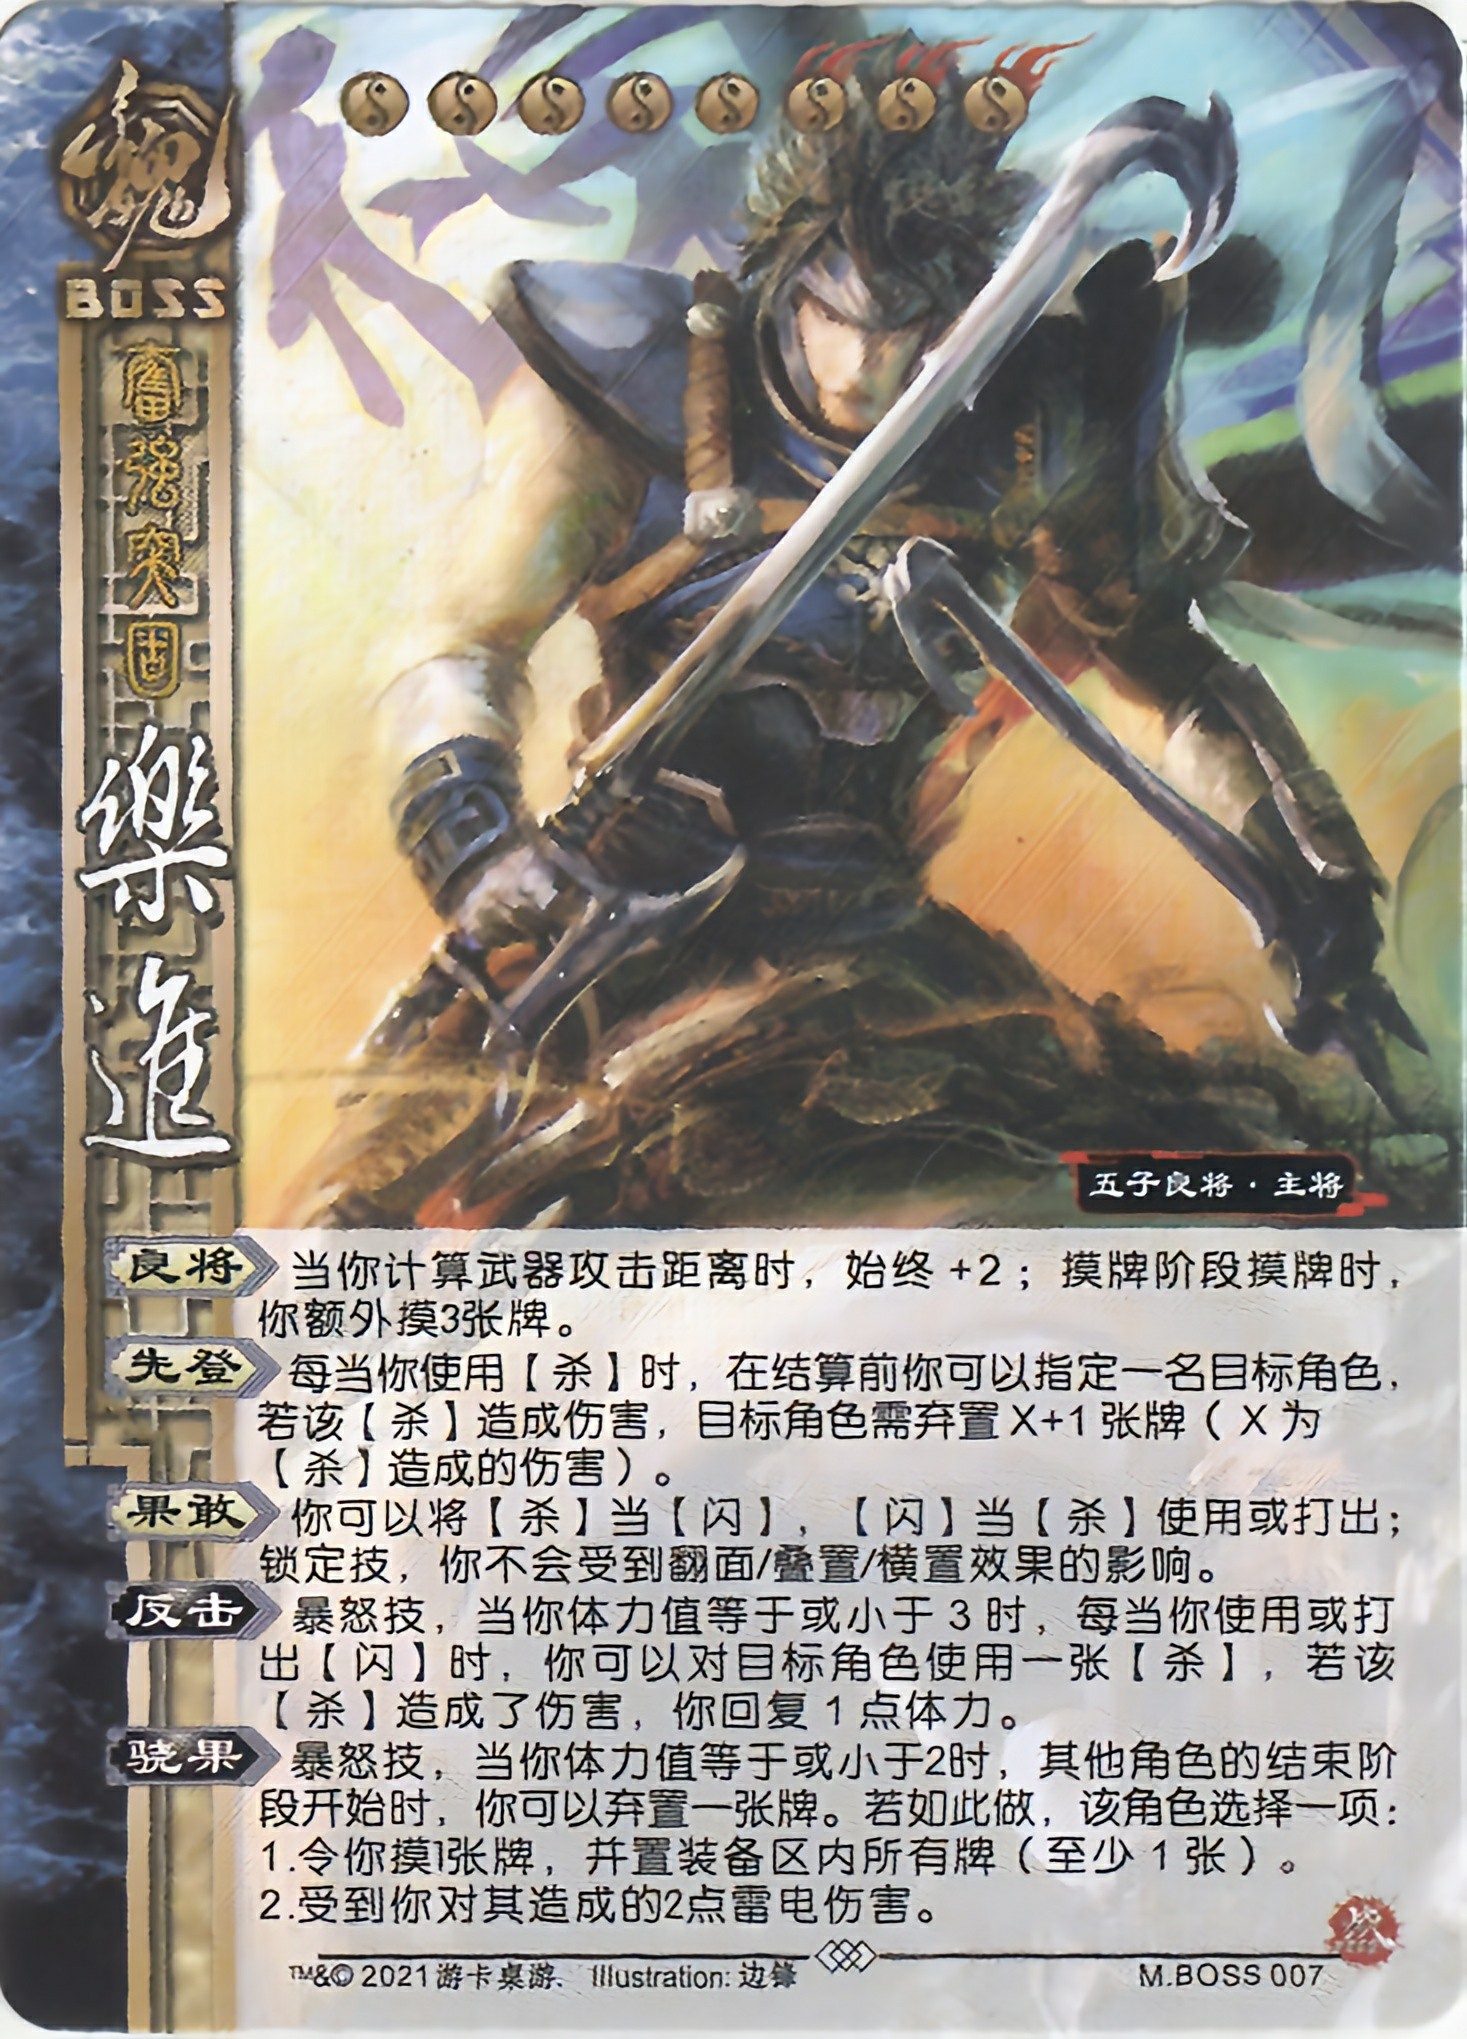 魂
BOSS
奮强突固
樂進
五子良将·主将
良将 当你计算武器攻击距离时，始终+2；摸牌阶段摸牌时，
你额外摸3张牌。
先登 每当你使用【杀】时，在结算前你可以指定一名目标角色，
若该【杀】造成伤害，目标角色需弃置X+1张牌（X为
【杀】造成的伤害）。
果敢 你可以将【杀】当【闪】，【闪】当【杀】使用或打出；
锁定技，你不会受到翻面/叠置/横置效果的影响。
反击 暴怒技，当你体力值等于或小于3时，每当你使用或打
出【闪】时，你可以对目标角色使用一张【杀】，若该
【杀】造成了伤害，你回复1点体力。
骁果 暴怒技，当你体力值等于或小于2时，其他角色的结束阶
段开始时，你可以弃置一张牌。若如此做，该角色选择一项：
1.令你摸1张牌，并置装备区内所有牌（至少1张）。
2.受到你对其造成的2点雷电伤害。
™&© 2021游卡桌游. Illustration: 边锋
M.BOSS 007